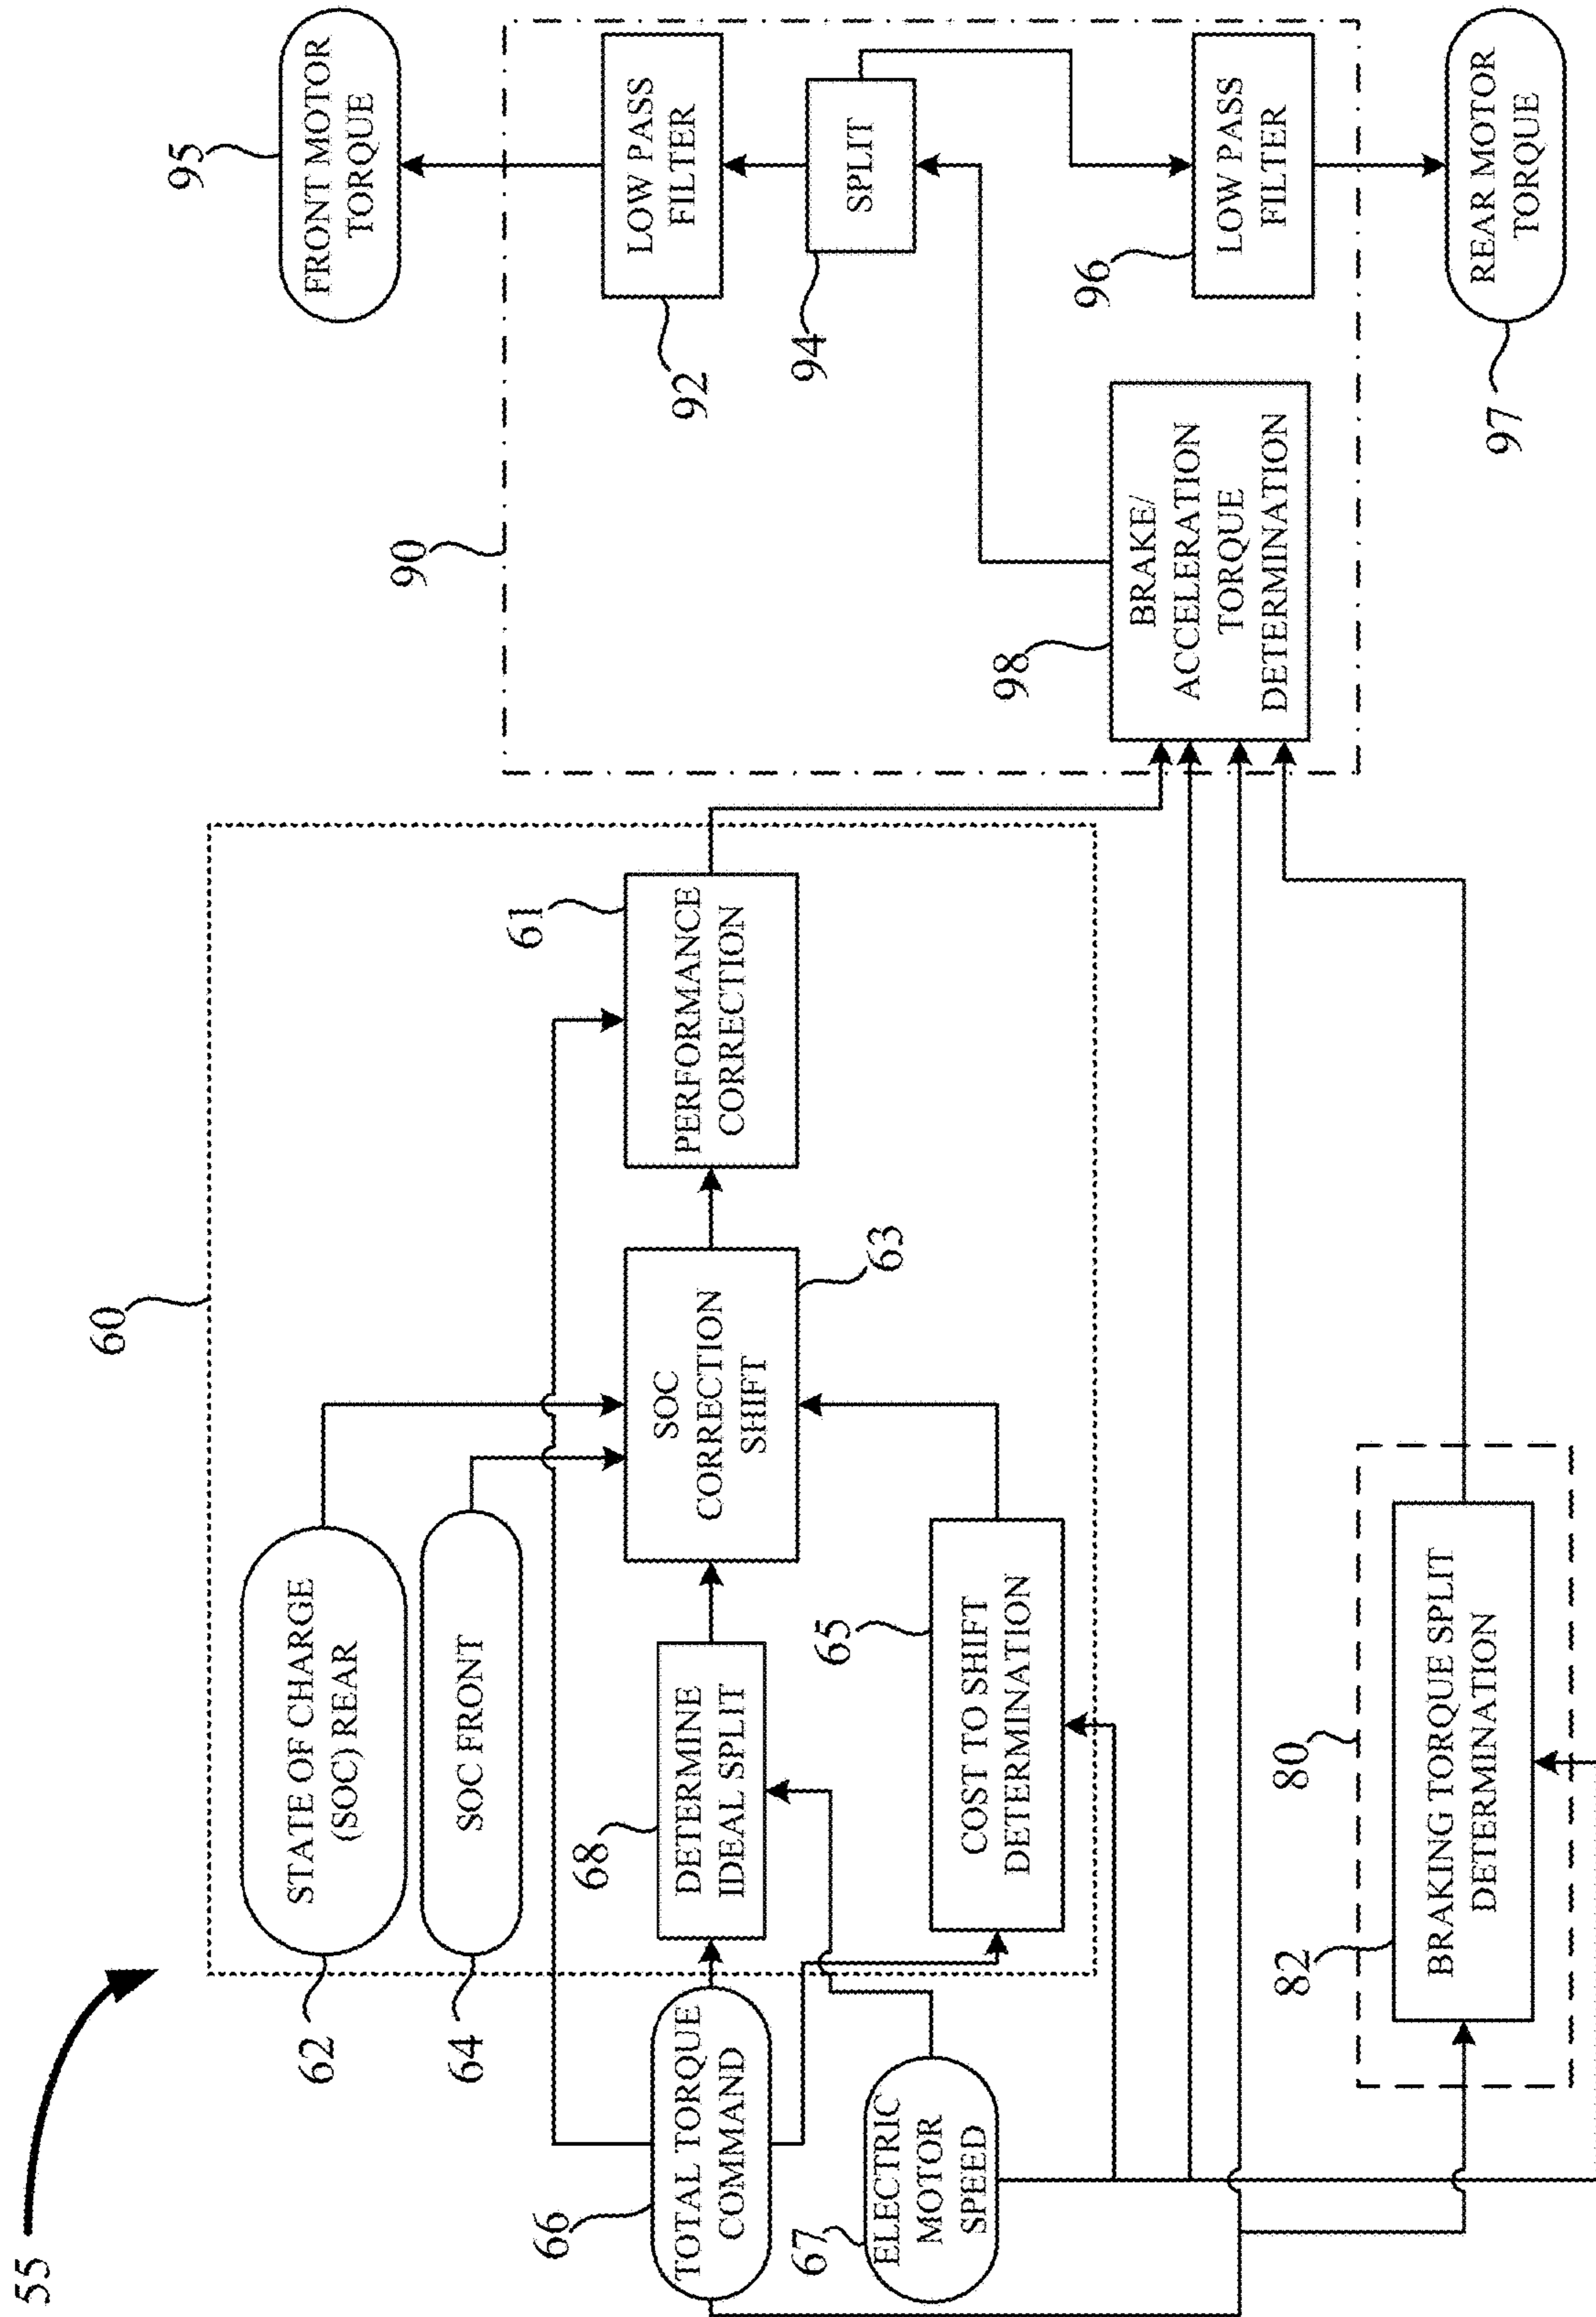 55
60
STATE OF CHARGE
(SOC) REAR
62
SOC FRONT
64
TOTAL TORQUE
COMMAND
66
ELECTRIC
MOTOR
SPEED
67
DETERMINE
IDEAL SPLIT
68
SOC
CORRECTION
SHIFT
63
PERFORMANCE
CORRECTION
61
COST TO SHIFT
DETERMINATION
65
80
BRAKING TORQUE SPLIT
DETERMINATION
82
90
BRAKE/
ACCELERATION
TORQUE
DETERMINATION
98
LOW PASS
FILTER
92
SPLIT
94
LOW PASS
FILTER
96
FRONT MOTOR
TORQUE
95
REAR MOTOR
TORQUE
97